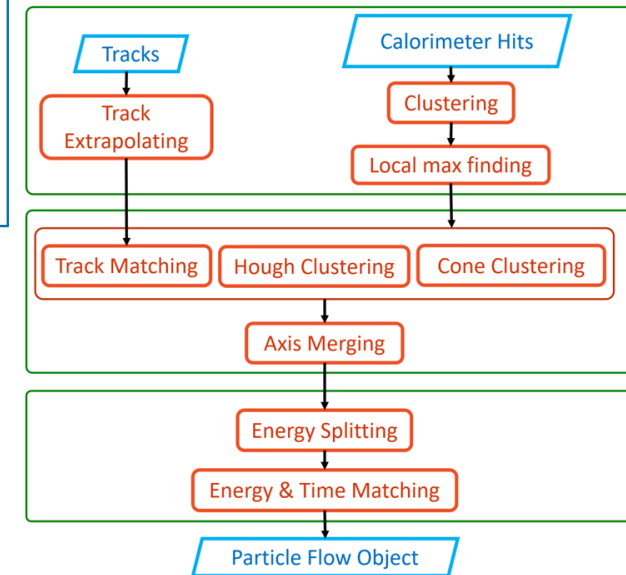 Tracks
Calorimeter Hits
Track
Extrapolating
Clustering
Local max finding
Track Matching
Hough Clustering
Cone Clustering
Axis Merging
Energy Splitting
Energy & Time Matching
Particle Flow Object